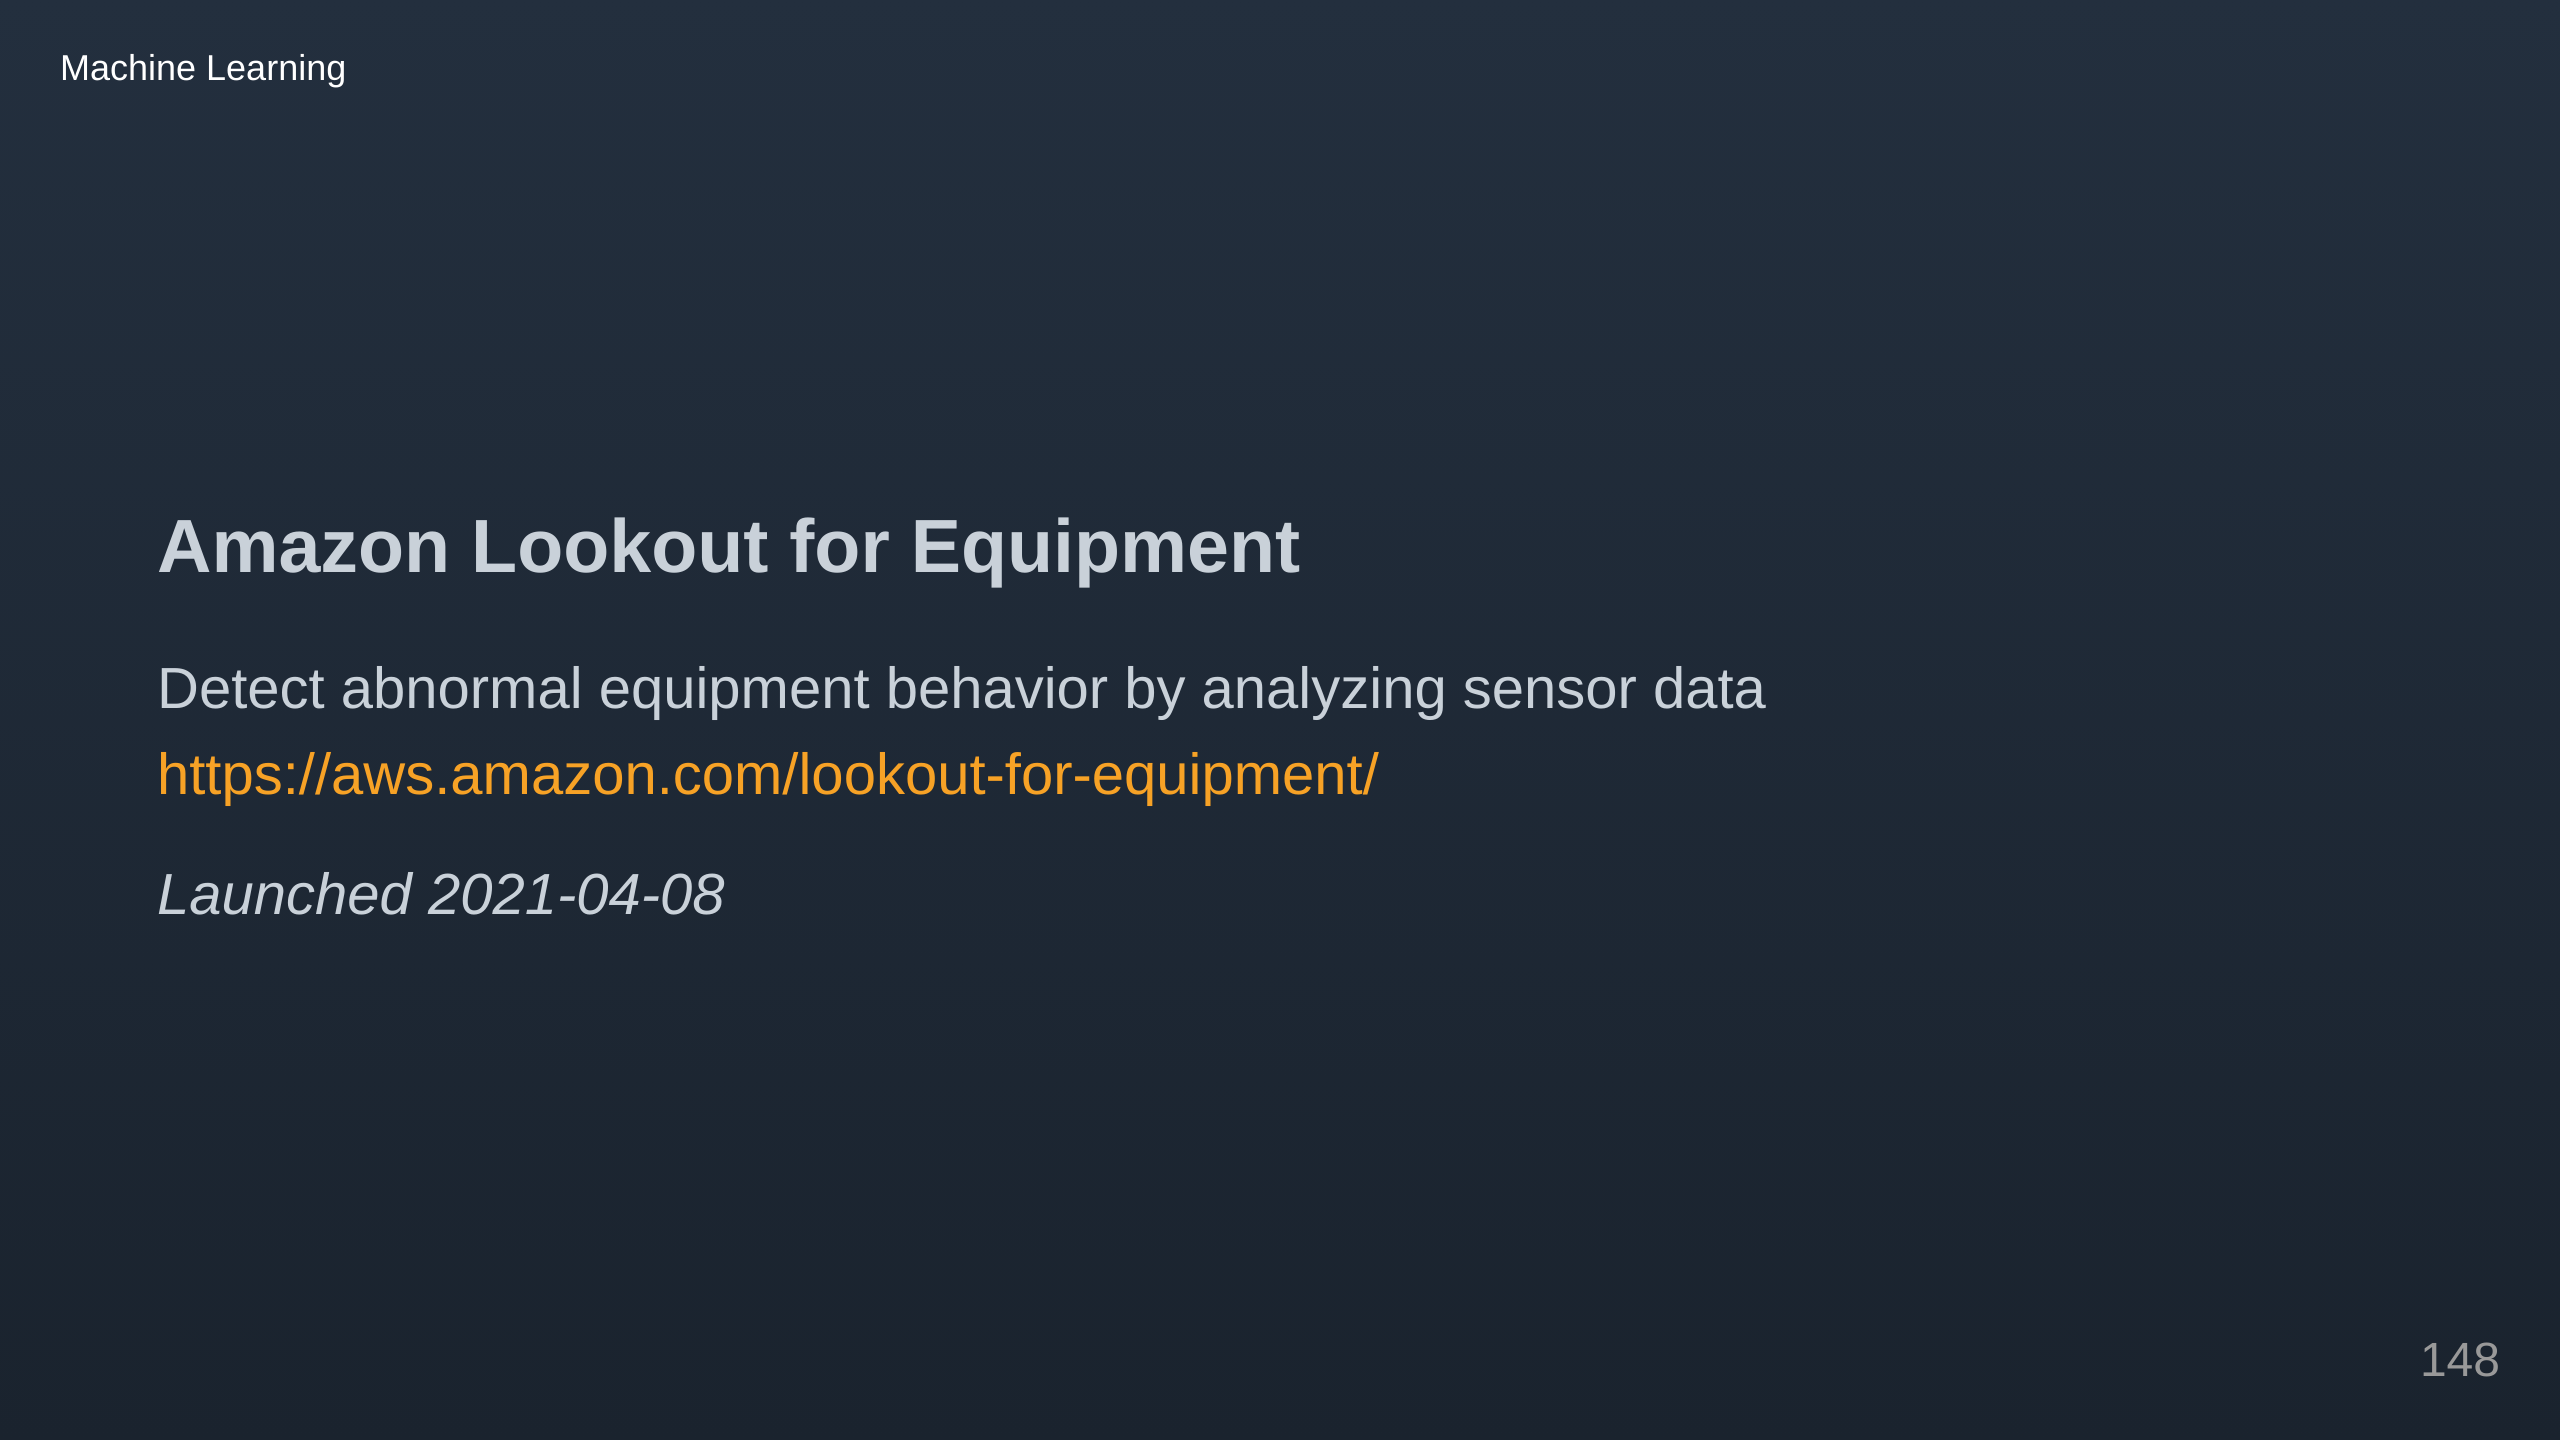 Machine Learning
Amazon Lookout for Equipment
Detect abnormal equipment behavior by analyzing sensor data
https://aws.amazon.com/lookout-for-equipment/
Launched 2021-04-08
148